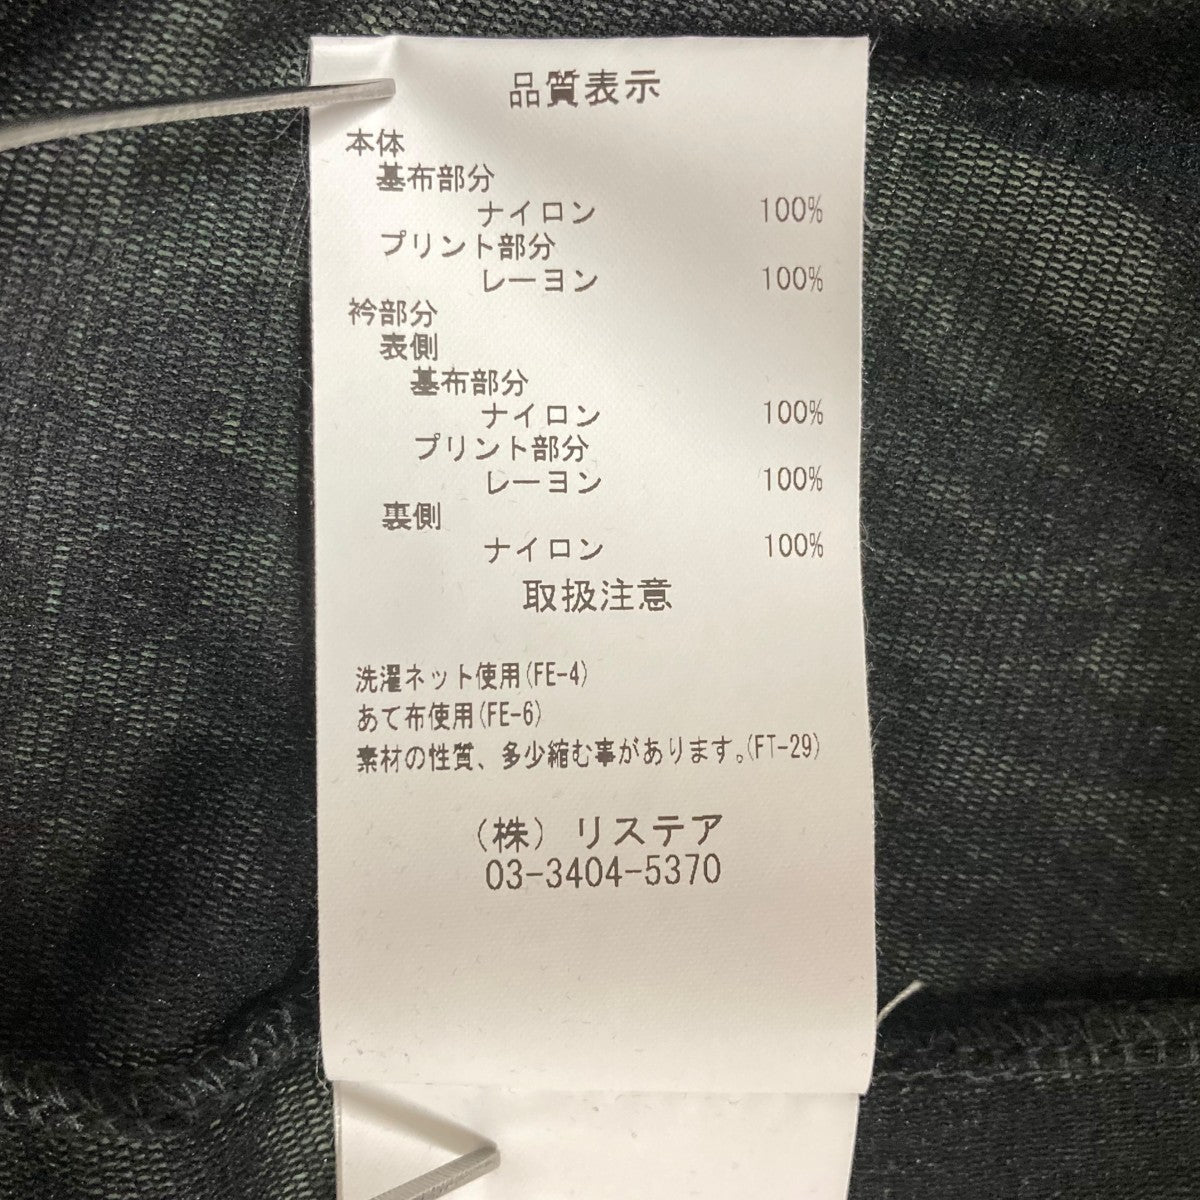 品質表示
本体
基布部分
ナイロン 100%
プリント部分
レーヨン 100%
衿部分
表側
基布部分
ナイロン 100%
プリント部分
レーヨン 100%
裏側
ナイロン 100%
取扱注意
洗濯ネット使用(FE-4)
あて布使用(FE-6)
素材の性質、多少縮む事があります。(FT-29)
(株) リステア
03-3404-5370